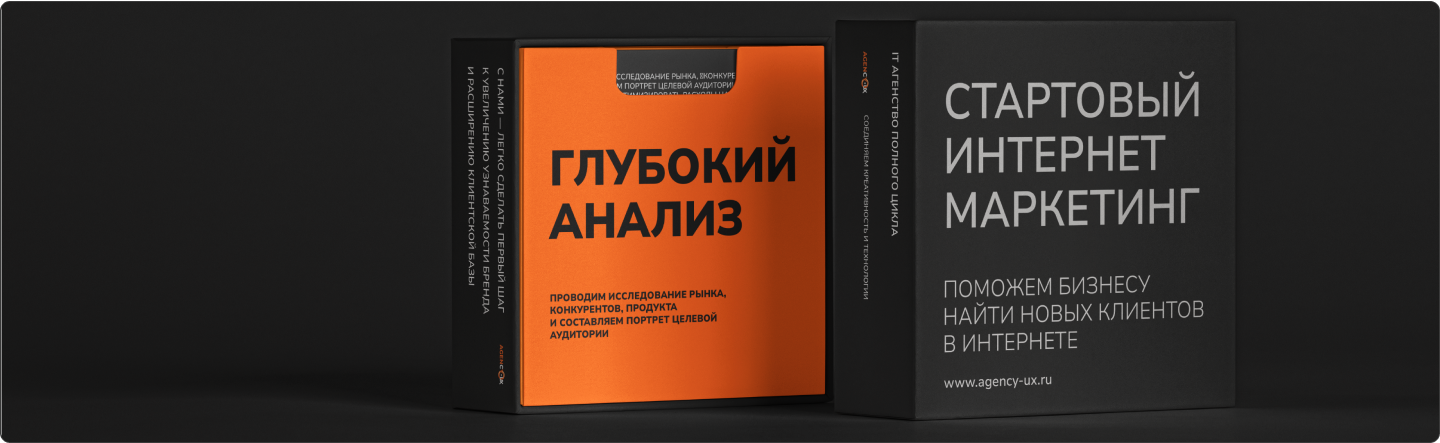 С НАМИ — ЛЕГКО СДЕЛАТЬ ПЕРВЫЙ ШАГ
К УВЕЛИЧЕНИЮ УЗНАВАЕМОСТИ БРЕНДА
И РАСШИРЕНИЮ КЛИЕНТСКОЙ БАЗЫ
ССЛЕДОВАНИЕ РЫНКА,
М ПОРТРЕТ ЦЕЛЕВОЙ АУДИТОРИ
ГЛУБОКИЙ
АНАЛИЗ
ПРОВОДИМ ИССЛЕДОВАНИЕ РЫНКА,
КОНКУРЕНТОВ, ПРОДУКТА
И СОСТАВЛЯЕМ ПОРТРЕТ ЦЕЛЕВОЙ
АУДИТОРИИ
IT АГЕНСТВО ПОЛНОГО ЦИКЛА
СОЕДИНЯЕМ КРЕАТИВНОСТЬ И ТЕХНОЛОГИИ
СТАРТОВЫЙ
ИНТЕРНЕТ
МАРКЕТИНГ
ПОМОЖЕМ БИЗНЕСУ
НАЙТИ НОВЫХ КЛИЕНТОВ
В ИНТЕРНЕТЕ
www.agency-ux.ru